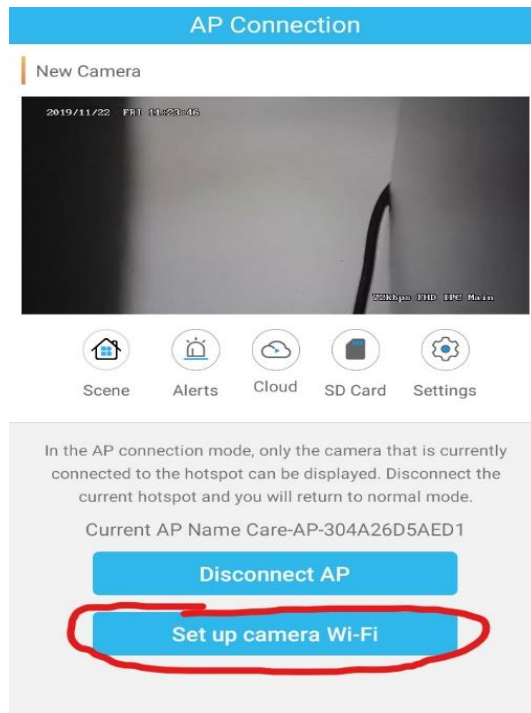 AP Connection
New Camera
2019/11/22 FRI 11:23:46
72Kbps FHD IPC Main
Scene Alerts Cloud SD Card Settings
In the AP connection mode, only the camera that is currently
connected to the hotspot can be displayed. Disconnect the
current hotspot and you will return to normal mode.
Current AP Name Care-AP-304A26D5AED1
Disconnect AP
Set up camera Wi-Fi